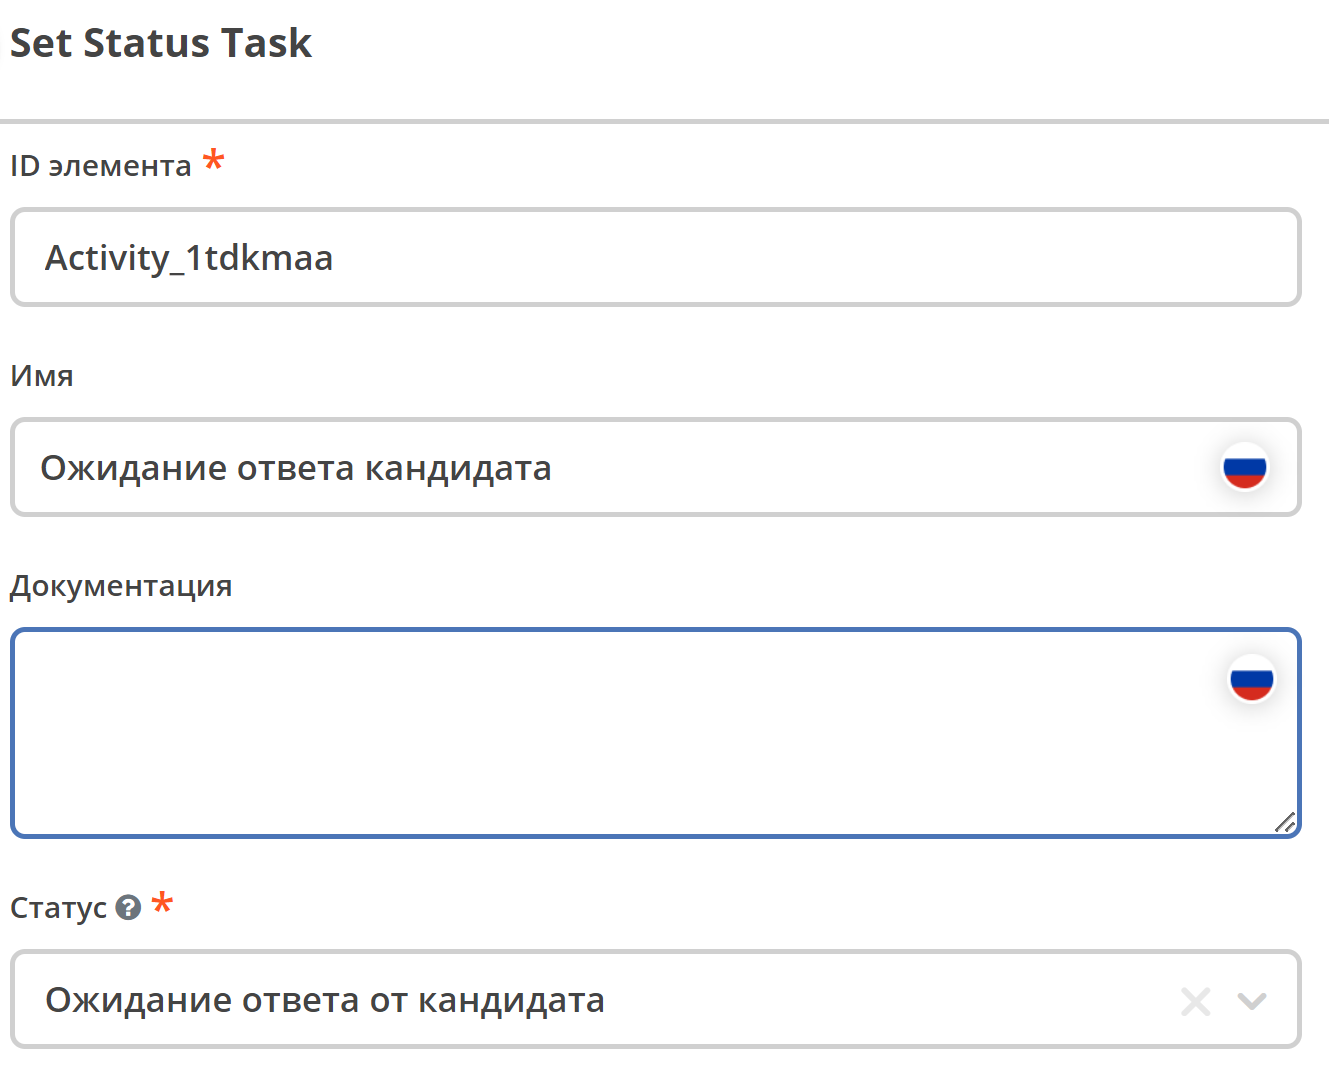 Set Status Task
ID элемента *
Activity_1tdkmaa
Имя
Ожидание ответа кандидата
Документация
Статус ? *
Ожидание ответа от кандидата